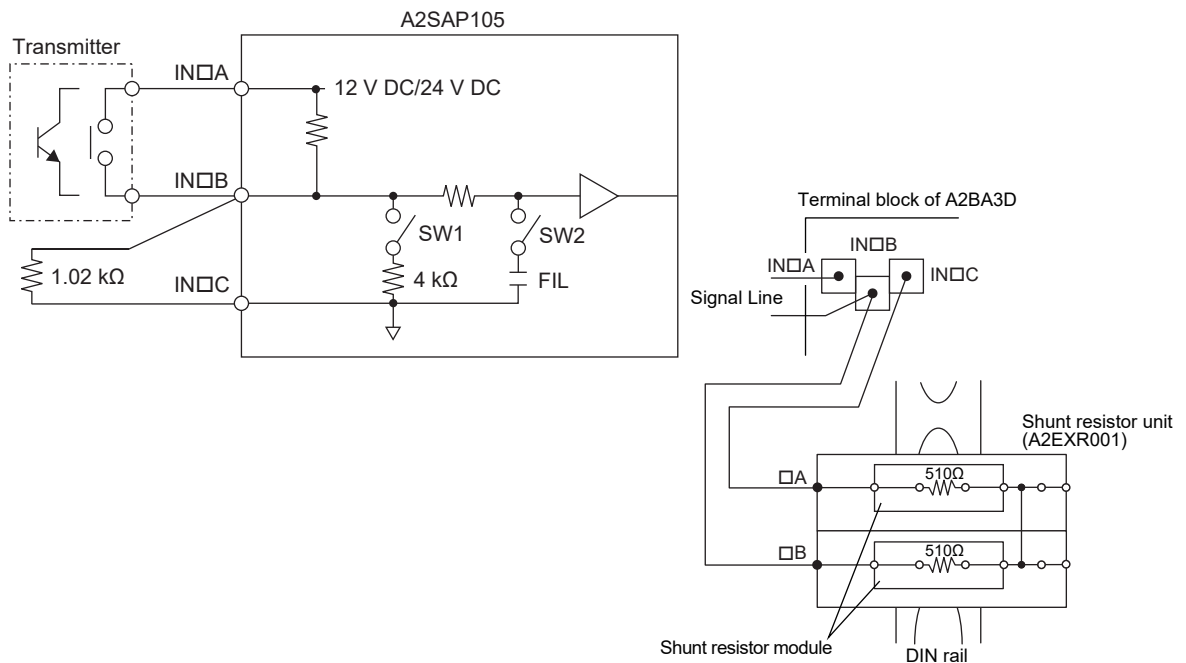 A2SAP105
Transmitter
IN□A
12 V DC/24 V DC
IN□B
SW1
SW2
1.02 kΩ
IN□C
4 kΩ
FIL
Terminal block of A2BA3D
IN□B
IN□A
IN□C
Signal Line
Shunt resistor unit
(A2EXR001)
□A
510Ω
□B
510Ω
Shunt resistor module
DIN rail